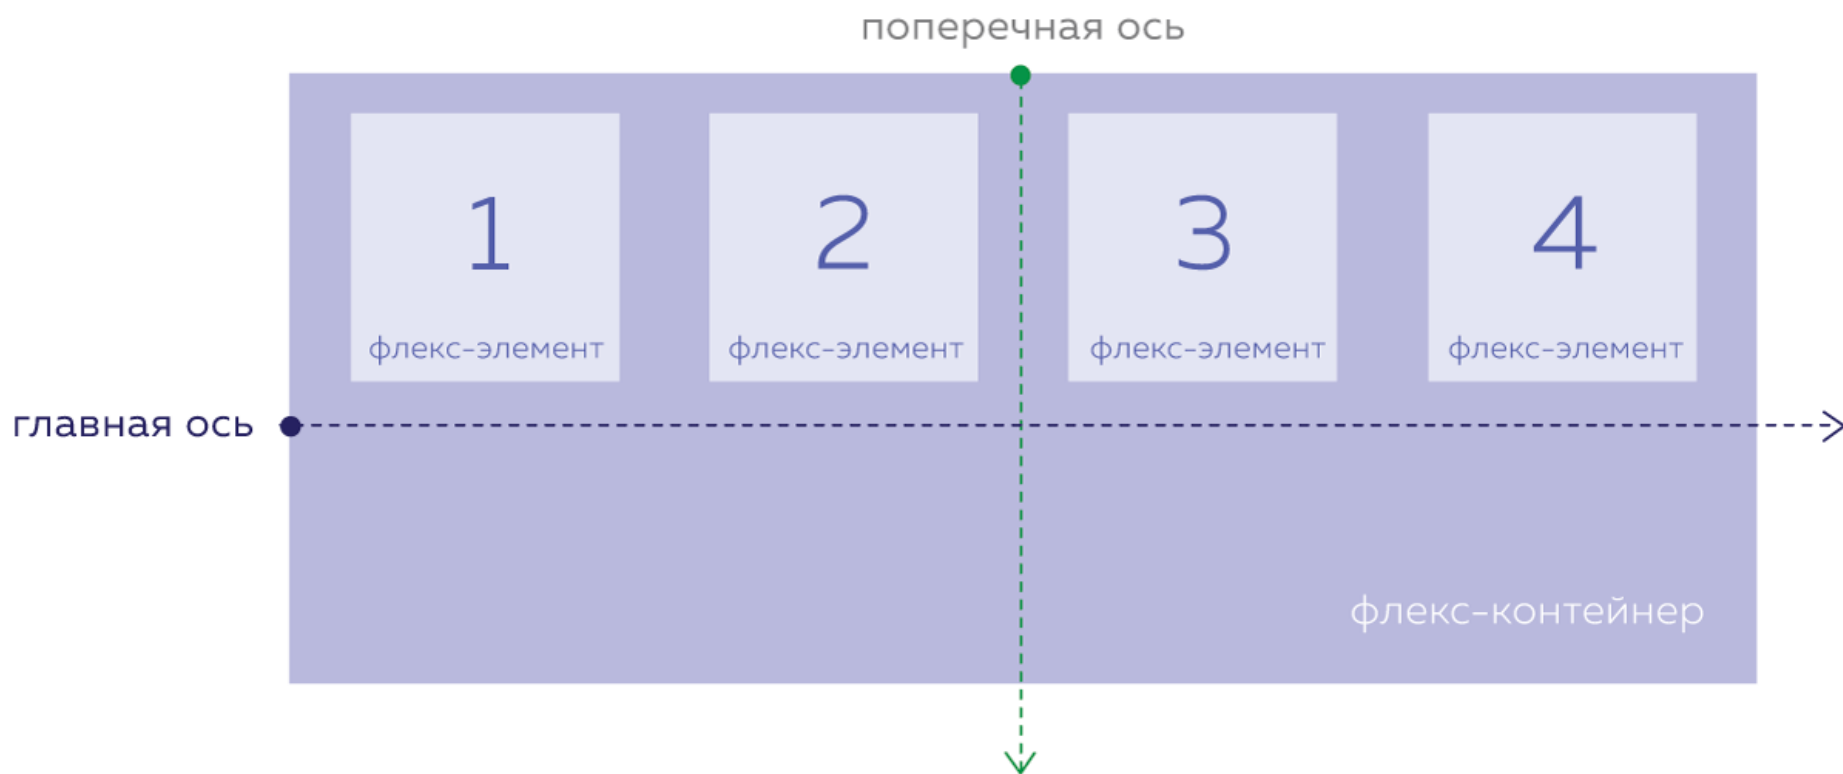 поперечная ось
1
флекс-элемент
2
флекс-элемент
3
флекс-элемент
4
флекс-элемент
главная ось
флекс-контейнер